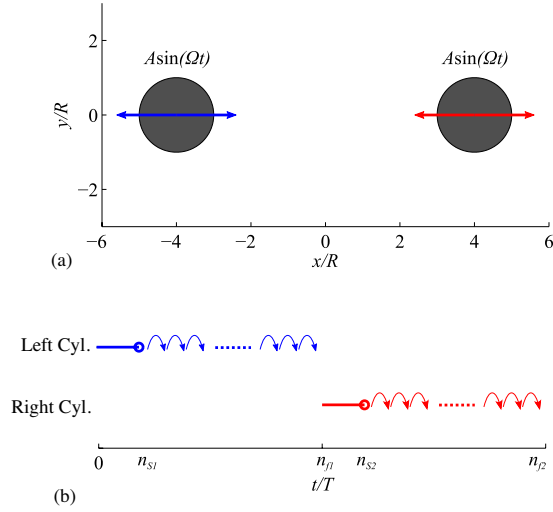 2
0
−2
y/R
Asin(Ωt)
Asin(Ωt)
−6
−4
−2
0
2
4
6
x/R
(a)
Left Cyl.
Right Cyl.
0
nS1
nf1
nS2
nf2
t/T
(b)